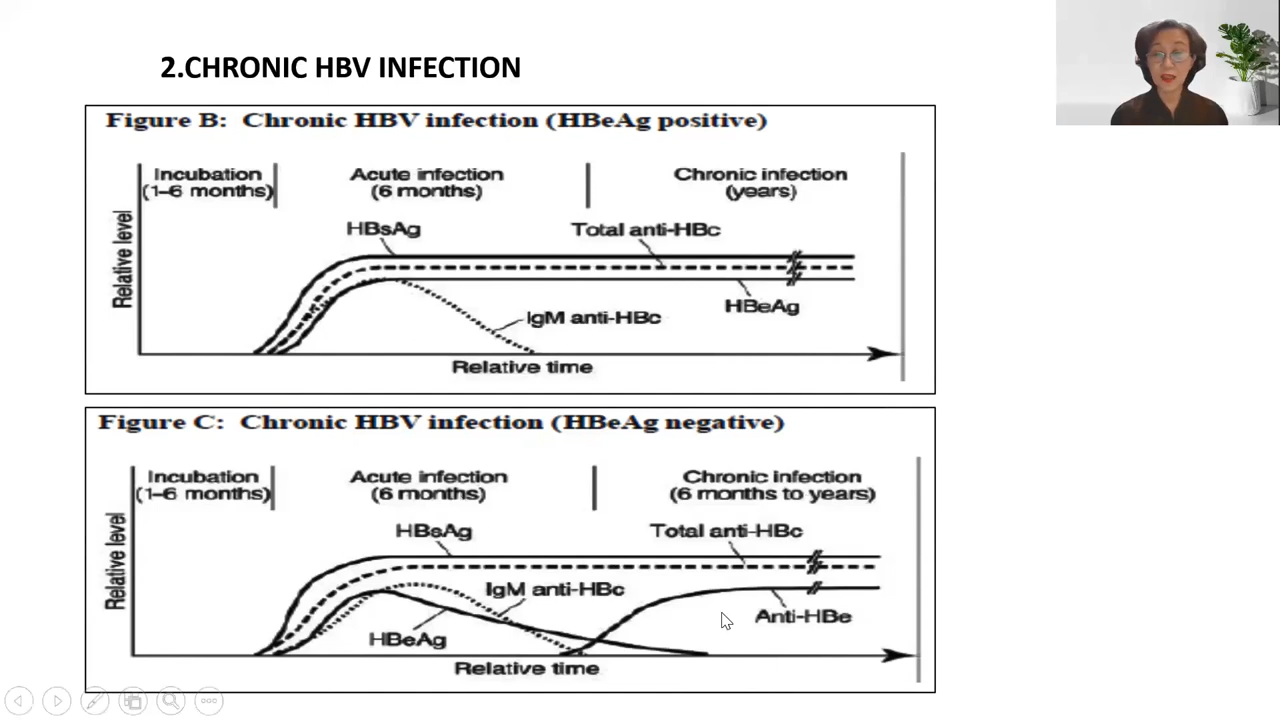 2.CHRONIC HBV INFECTION
Figure B: Chronic HBV infection (HBeAg positive)
Incubation
(1–6 months)
Acute infection
(6 months)
Chronic infection
(years)
Relative level
HBsAg
Total anti-HBc
HBeAg
IgM anti-HBc
Relative time
Figure C: Chronic HBV infection (HBeAg negative)
Incubation
(1–6 months)
Acute infection
(6 months)
Chronic infection
(6 months to years)
Relative level
HBsAg
Total anti-HBc
IgM anti-HBc
HBeAg
Anti-HBe
Relative time